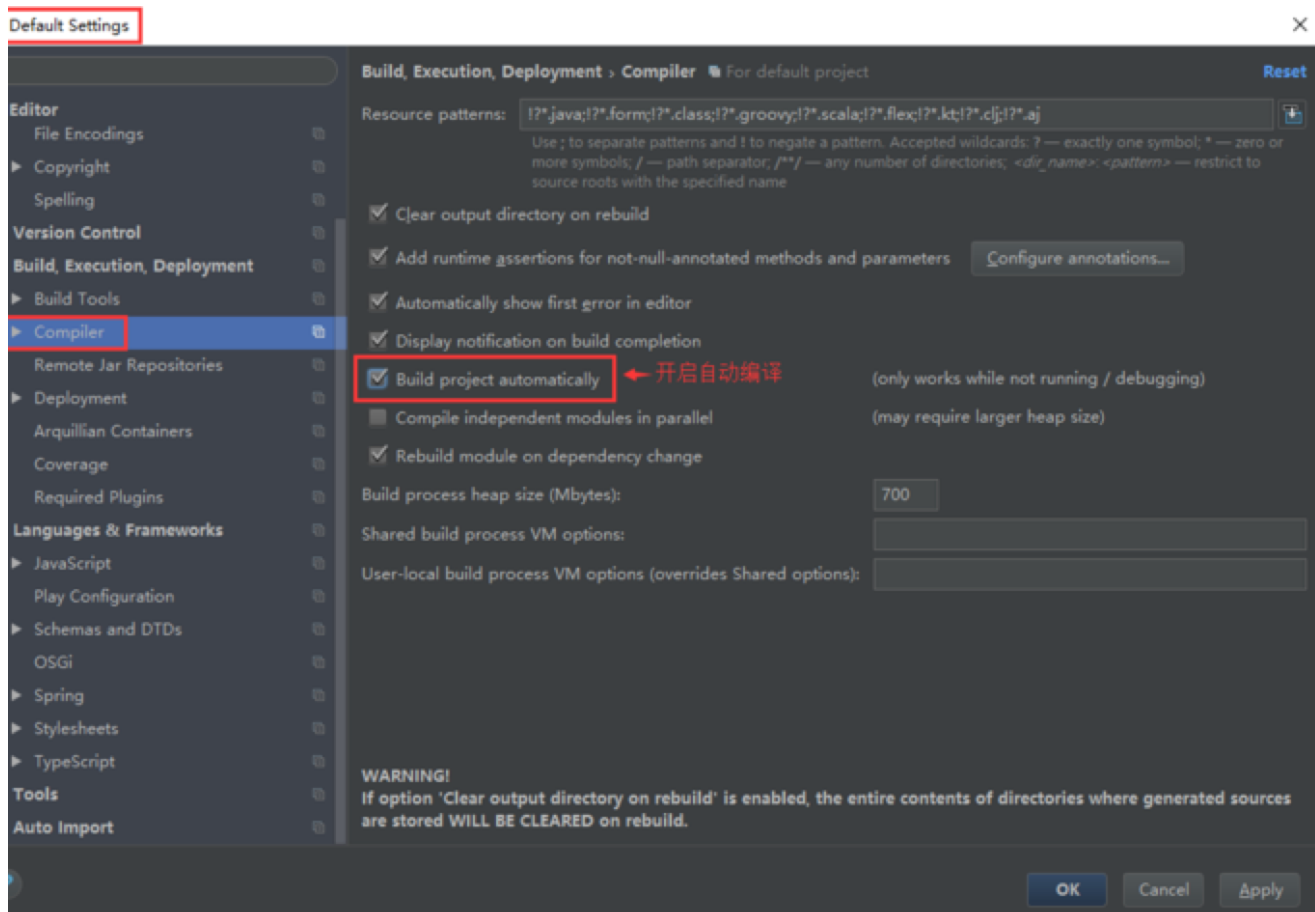 Default Settings
Editor
File Encodings
Copyright
Spelling
Version Control
Build, Execution, Deployment
Build Tools
Compiler
Remote Jar Repositories
Deployment
Arquillian Containers
Coverage
Required Plugins
Languages & Frameworks
JavaScript
Play Configuration
Schemas and DTDs
OSGi
Spring
Stylesheets
TypeScript
Tools
Auto Import
Build, Execution, Deployment › Compiler For default project
Reset
Resource patterns: !?*.java;!?*.form;!?*.class;!?*.groovy;!?*.scala;!?*.flex;!?*.kt;!?*.clj;!?*.aj
Use ; to separate patterns and ! to negate a pattern. Accepted wildcards: ? — exactly one symbol; * — zero or
more symbols; / — path separator; /**/ — any number of directories; <dir_name>:<pattern> — restrict to
source roots with the specified name
Clear output directory on rebuild
Add runtime assertions for not-null-annotated methods and parameters Configure annotations...
Automatically show first error in editor
Display notification on build completion
Build project automatically 开启自动编译 (only works while not running / debugging)
Compile independent modules in parallel (may require larger heap size)
Rebuild module on dependency change
Build process heap size (Mbytes): 700
Shared build process VM options:
User-local build process VM options (overrides Shared options):
WARNING!
If option 'Clear output directory on rebuild' is enabled, the entire contents of directories where generated sources
are stored WILL BE CLEARED on rebuild.
OK Cancel Apply